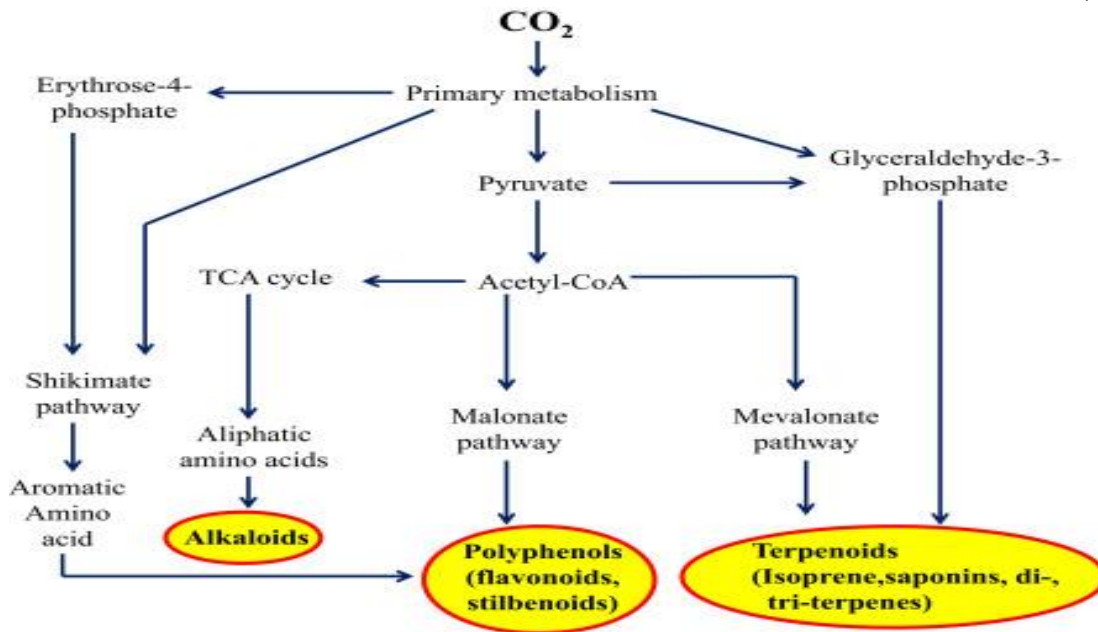 CO₂
Erythrose-4-
phosphate
Primary metabolism
Glyceraldehyde-3-
phosphate
Pyruvate
TCA cycle
Acetyl-CoA
Shikimate
pathway
Aliphatic
amino acids
Malonate
pathway
Mevalonate
pathway
Aromatic
Amino
acid
Alkaloids
Polyphenols
(flavonoids,
stilbenoids)
Terpenoids
(Isoprene,saponins, di-,
tri-terpenes)